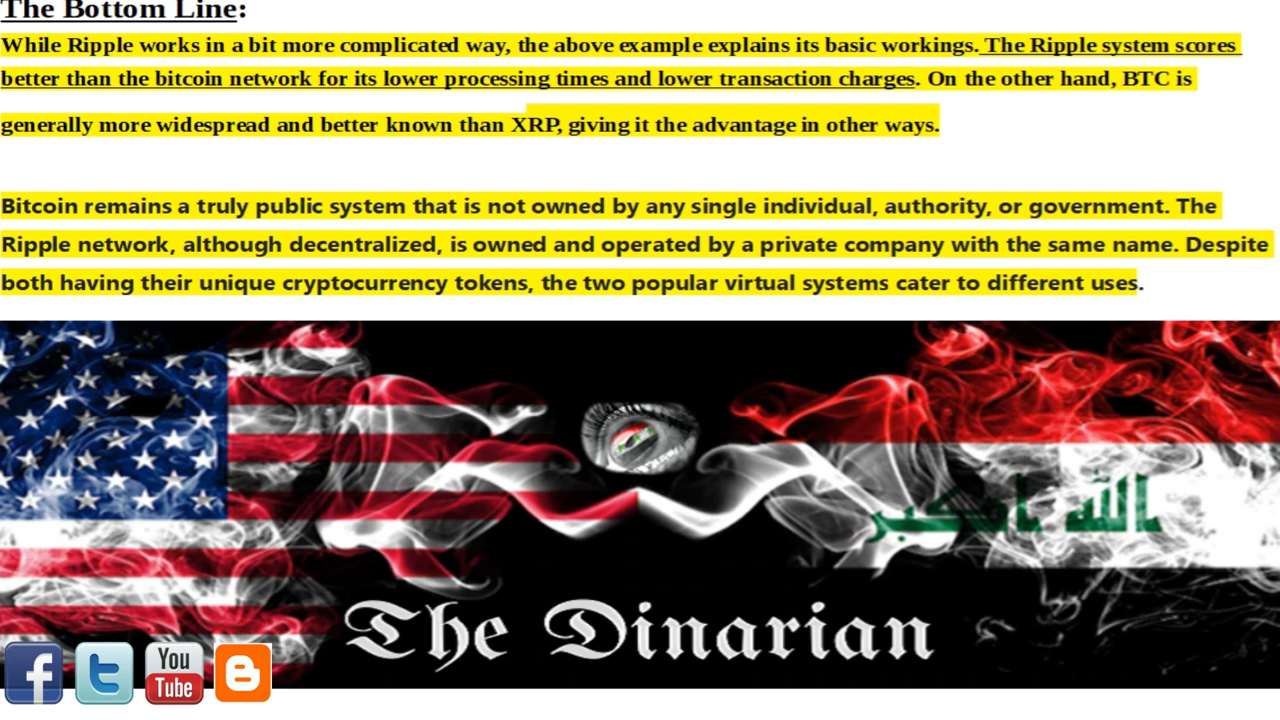 The Bottom Line:
While Ripple works in a bit more complicated way, the above example explains its basic workings. The Ripple system scores
better than the bitcoin network for its lower processing times and lower transaction charges. On the other hand, BTC is
generally more widespread and better known than XRP, giving it the advantage in other ways.
Bitcoin remains a truly public system that is not owned by any single individual, authority, or government. The
Ripple network, although decentralized, is owned and operated by a private company with the same name. Despite
both having their unique cryptocurrency tokens, the two popular virtual systems cater to different uses.
الله اكبر
The Dinarian
f t You Tube B